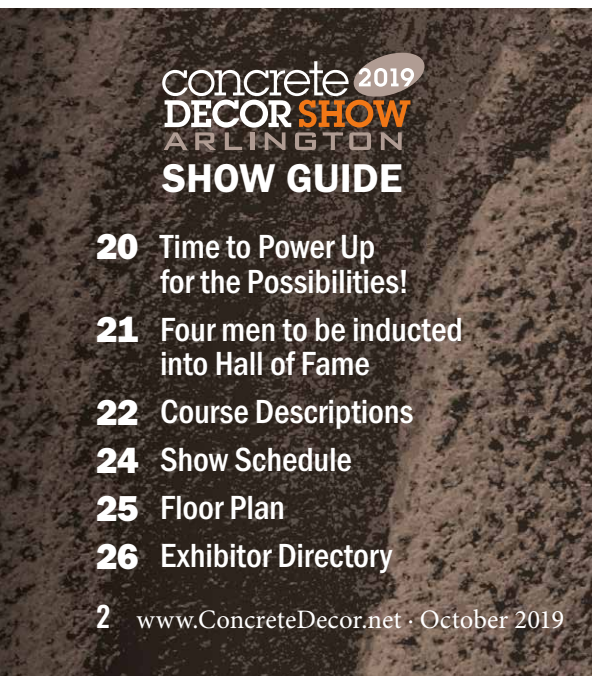 concrete 2019
DECOR SHOW
ARLINGTON
SHOW GUIDE
20 Time to Power Up
for the Possibilities!
21 Four men to be inducted
into Hall of Fame
22 Course Descriptions
24 Show Schedule
25 Floor Plan
26 Exhibitor Directory
2 www.ConcreteDecor.net · October 2019